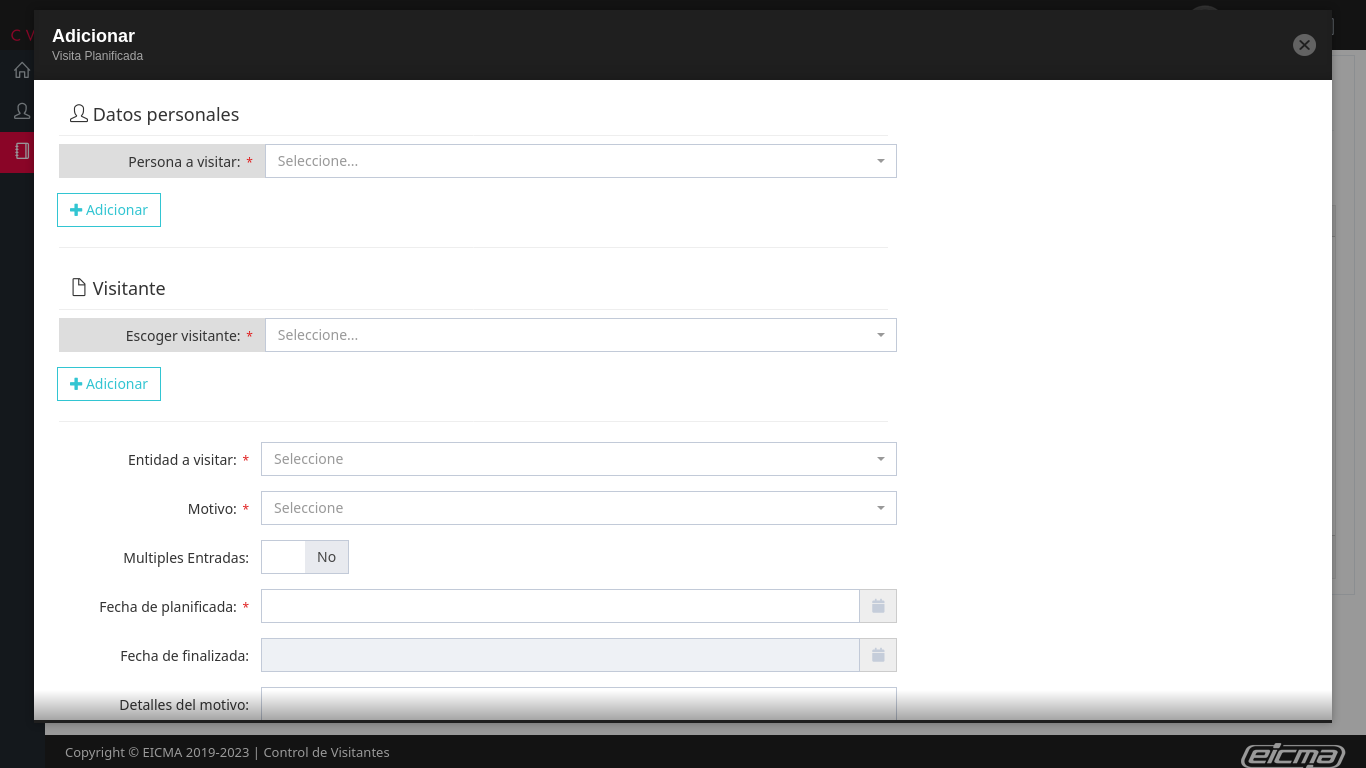 C V
Adicionar
Visita Planificada
Datos personales
Persona a visitar: * Seleccione...
Adicionar
Visitante
Escoger visitante: * Seleccione...
Adicionar
Entidad a visitar: * Seleccione
Motivo: * Seleccione
Multiples Entradas: No
Fecha de planificada: *
Fecha de finalizada:
Detalles del motivo:
Copyright © EICMA 2019-2023 | Control de Visitantes
eicma